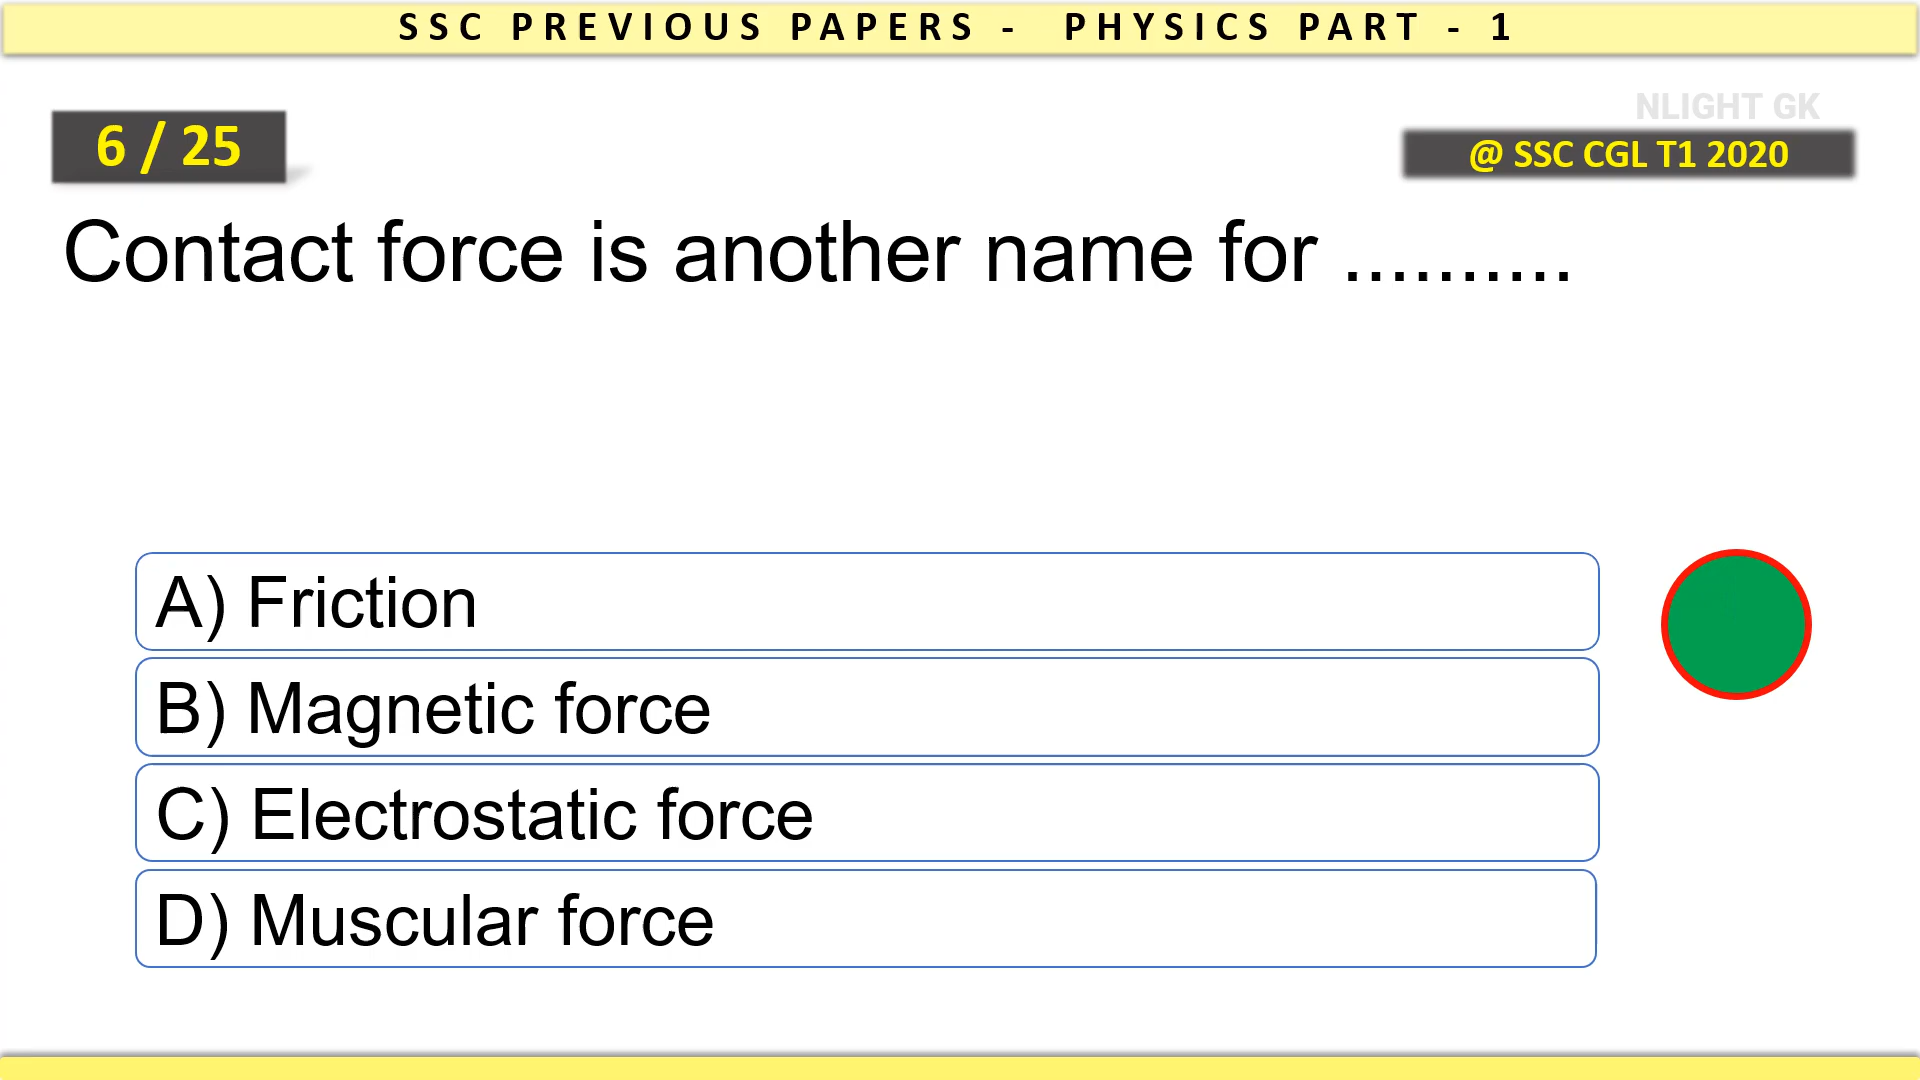 SSC PREVIOUS PAPERS - PHYSICS PART - 1
NLIGHT GK
6 / 25
@ SSC CGL T1 2020
Contact force is another name for ..........
A) Friction
B) Magnetic force
C) Electrostatic force
D) Muscular force